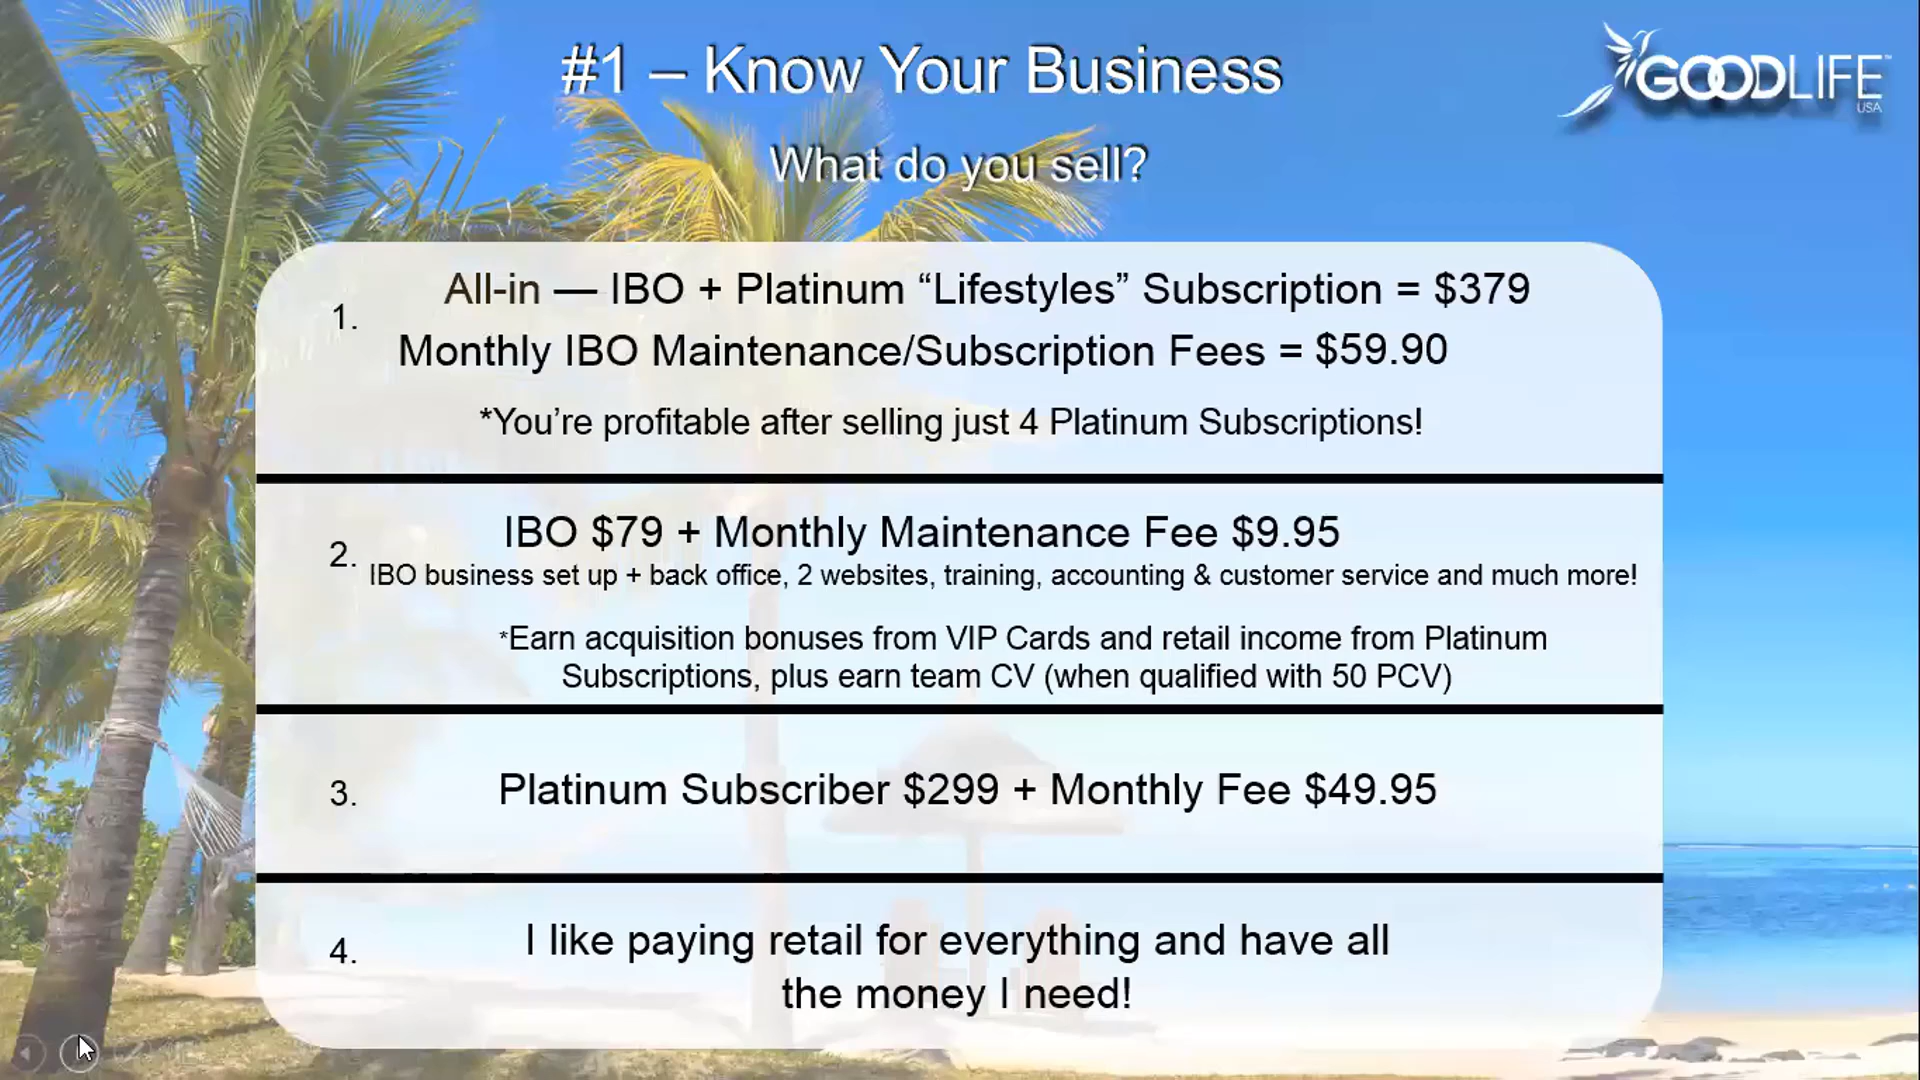 #1 – Know Your Business
GOODLIFE™
USA
What do you sell?
1.
All-in — IBO + Platinum “Lifestyles” Subscription = $379
Monthly IBO Maintenance/Subscription Fees = $59.90
*You’re profitable after selling just 4 Platinum Subscriptions!
2.
IBO $79 + Monthly Maintenance Fee $9.95
IBO business set up + back office, 2 websites, training, accounting & customer service and much more!
*Earn acquisition bonuses from VIP Cards and retail income from Platinum
Subscriptions, plus earn team CV (when qualified with 50 PCV)
3.
Platinum Subscriber $299 + Monthly Fee $49.95
4.
I like paying retail for everything and have all
the money I need!